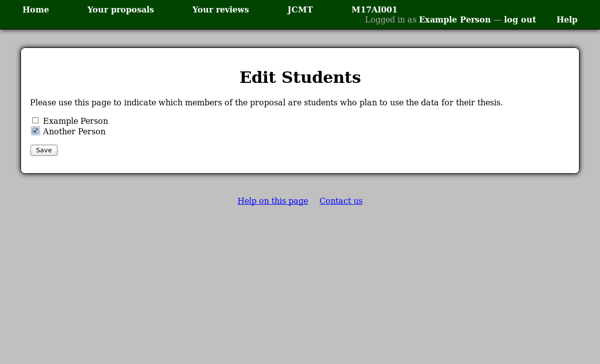 Home Your proposals Your reviews JCMT M17AI001
Logged in as Example Person — log out Help
Edit Students
Please use this page to indicate which members of the proposal are students who plan to use the data for their thesis.
Example Person
Another Person
Save
Help on this page Contact us